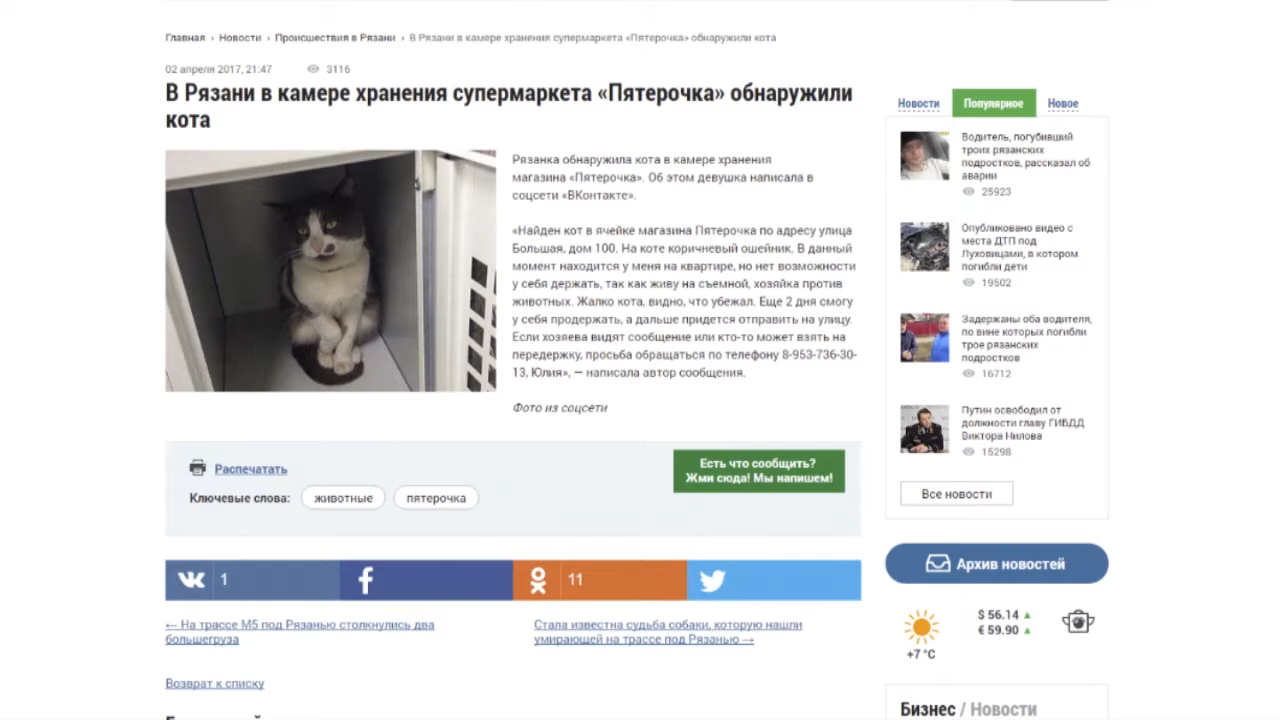 Главная › Новости › Происшествия в Рязани › В Рязани в камере хранения супермаркета «Пятерочка» обнаружили кота
02 апреля 2017, 21:47 3116
В Рязани в камере хранения супермаркета «Пятерочка» обнаружили
кота
Рязанка обнаружила кота в камере хранения
магазина «Пятерочка». Об этом девушка написала в
соцсети «ВКонтакте».
«Найден кот в ячейке магазина Пятерочка по адресу улица
Большая, дом 100. На коте коричневый ошейник. В данный
момент находится у меня на квартире, но нет возможности
у себя держать, так как живу на съемной, хозяйка против
животных. Жалко кота, видно, что убежал. Еще 2 дня смогу
у себя продержать, а дальше придется отправить на улицу.
Если хозяева видят сообщение или кто-то может взять на
передержку, просьба обращаться по телефону 8-953-736-30-
13, Юлия», — написала автор сообщения.
Фото из соцсети
Распечатать
Ключевые слова: животные пятерочка
Есть что сообщить?
Жми сюда! Мы напишем!
1
11
← На трассе М5 под Рязанью столкнулись два
большегруза
Стала известна судьба собаки, которую нашли
умирающей на трассе под Рязанью →
Возврат к списку
Новости Популярное Новое
Водитель, погубивший
троих рязанских
подростков, рассказал об
аварии
25923
Опубликовано видео с
места ДТП под
Луховицами, в котором
погибли дети
19502
Задержаны оба водителя,
по вине которых погибли
трое рязанских
подростков
16712
Путин освободил от
должности главу ГИБДД
Виктора Нилова
15298
Все новости
Архив новостей
+7 °C
$ 56.14 ▲
€ 59.90 ▲
Бизнес / Новости